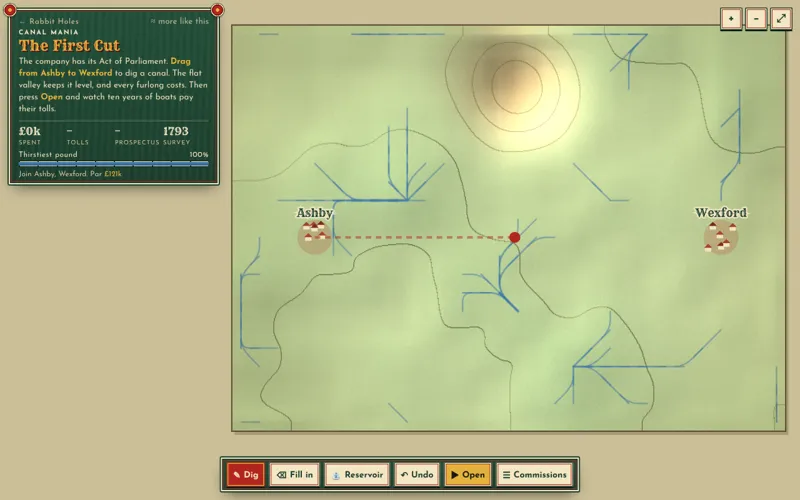 ← Rabbit Holes
≈ more like this
CANAL MANIA
The First Cut
The company has its Act of Parliament. Drag
from Ashby to Wexford to dig a canal. The flat
valley keeps it level, and every furlong costs. Then
press Open and watch ten years of boats pay
their tolls.
£0k – – 1793
SPENT TOLLS PROSPECTUS SURVEY
Thirstiest pound 100%
Join Ashby, Wexford. Par £121k
+ − ⤢
Ashby
Wexford
✎ Dig ⌫ Fill in Reservoir ↶ Undo ▶ Open ☰ Commissions